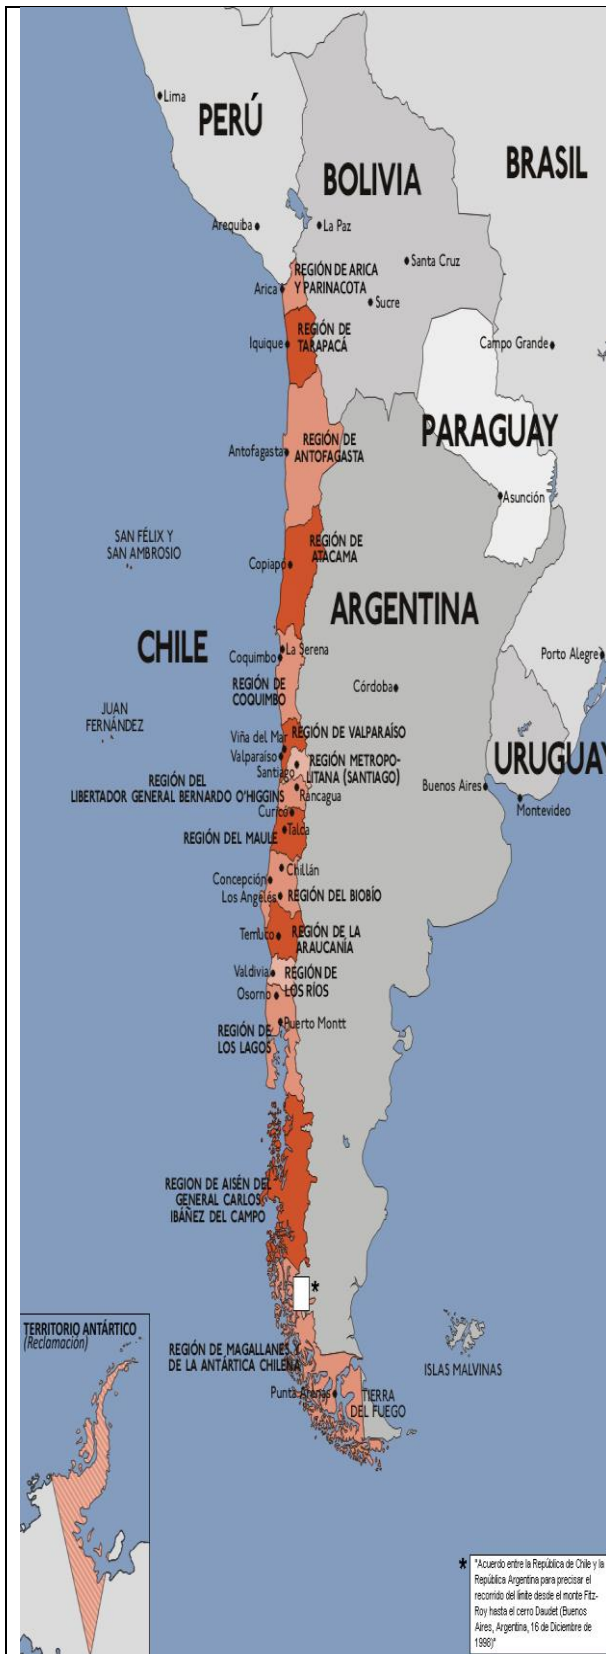 Lima
PERÚ
BRASIL
BOLIVIA
Arequiba
La Paz
Santa Cruz
REGIÓN DE ARICA
Y PARINACOTA
Arica
Sucre
REGIÓN DE
TARAPACÁ
Iquique
Campo Grande
PARAGUAY
REGIÓN DE
ANTOFAGASTA
Antofagasta
Asunción
SAN FÉLIX Y
SAN AMBROSIO
REGIÓN DE
ATACAMA
Copiapó
ARGENTINA
CHILE
La Serena
Coquimbo
Porto Alegre
REGIÓN DE
COQUIMBO
Córdoba
JUAN
FERNÁNDEZ
REGIÓN DE VALPARAÍSO
Viña del Mar
Valparaíso
URUGUAY
REGIÓN METROPO-
LITANA (SANTIAGO)
Santiago
REGIÓN DEL
LIBERTADOR GENERAL BERNARDO O'HIGGINS
Rancagua
Buenos Aires
Montevideo
Curicó
REGIÓN DEL MAULE
Talca
Chillán
Concepción
Los Angeles
REGIÓN DEL BIOBÍO
Temuco
REGIÓN DE LA
ARAUCANÍA
Valdivia
REGIÓN DE
LOS RÍOS
Osorno
Puerto Montt
REGIÓN DE
LOS LAGOS
REGION DE AISÉN DEL
GENERAL CARLOS
IBÁÑEZ DEL CAMPO
*
TERRITORIO ANTÁRTICO
(Reclamación)
REGIÓN DE MAGALLANES Y
DE LA ANTÁRTICA CHILENA
ISLAS MALVINAS
Punta Arenas
TIERRA
DEL FUEGO
* "Acuerdo entre la República de Chile y la
República Argentina para precisar el
recorrido del límite desde el monte Fitz-
Roy hasta el cerro Daudet (Buenos
Aires, Argentina, 16 de Diciembre de
1998)"